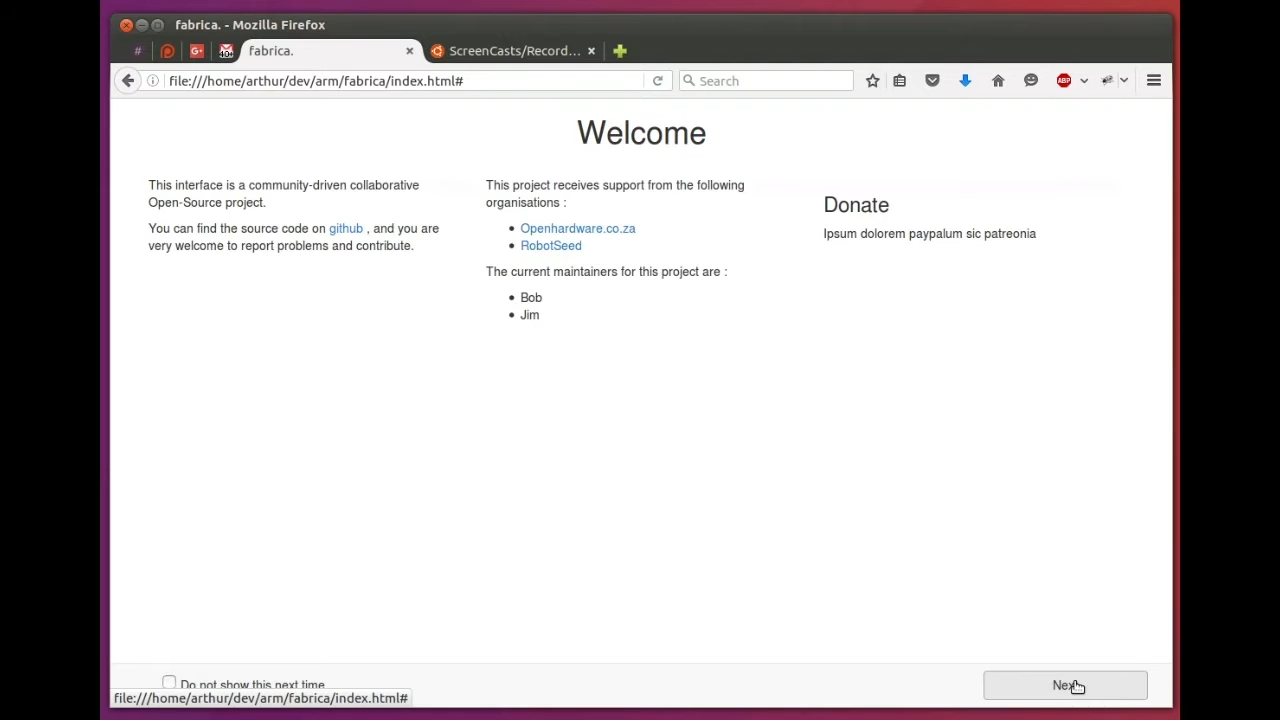 fabrica. - Mozilla Firefox
fabrica.
ScreenCasts/Record...
40+
file:///home/arthur/dev/arm/fabrica/index.html#
Search
ABP
Welcome
This interface is a community-driven collaborative
Open-Source project.
You can find the source code on github , and you are
very welcome to report problems and contribute.
This project receives support from the following
organisations :
Openhardware.co.za
RobotSeed
The current maintainers for this project are :
Bob
Jim
Donate
Ipsum dolorem paypalum sic patreonia
Do not show this next time
file:///home/arthur/dev/arm/fabrica/index.html#
Next